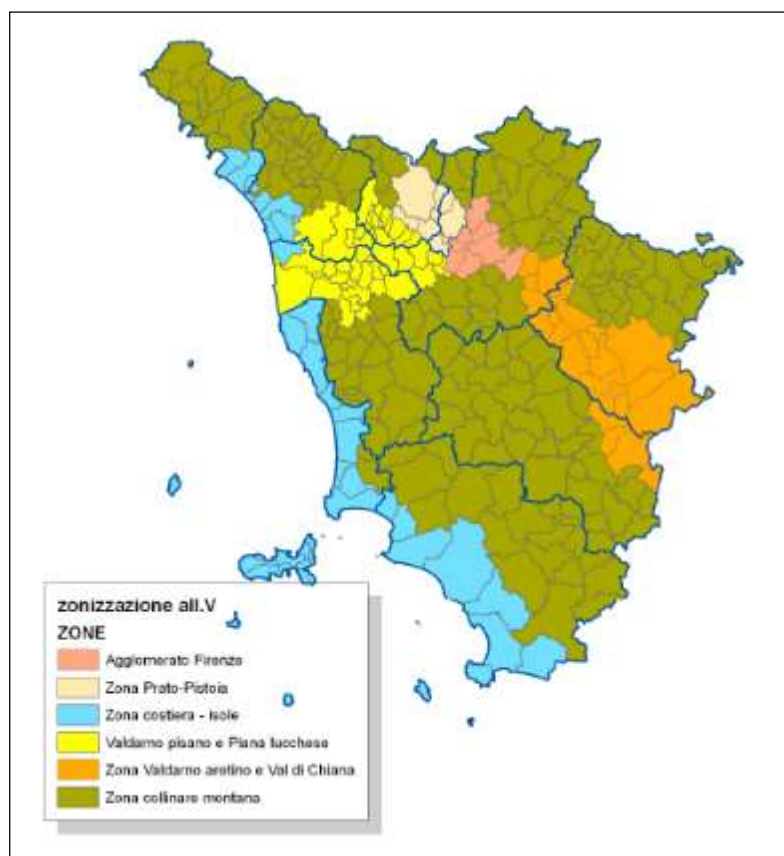 zonizzazione all.V
ZONE
Agglomerato Firenze
Zona Prato-Pistoia
Zona costiera - isole
Valdarno pisano e Piana lucchese
Zona Valdarno aretino e Val di Chiana
Zona collinare montana